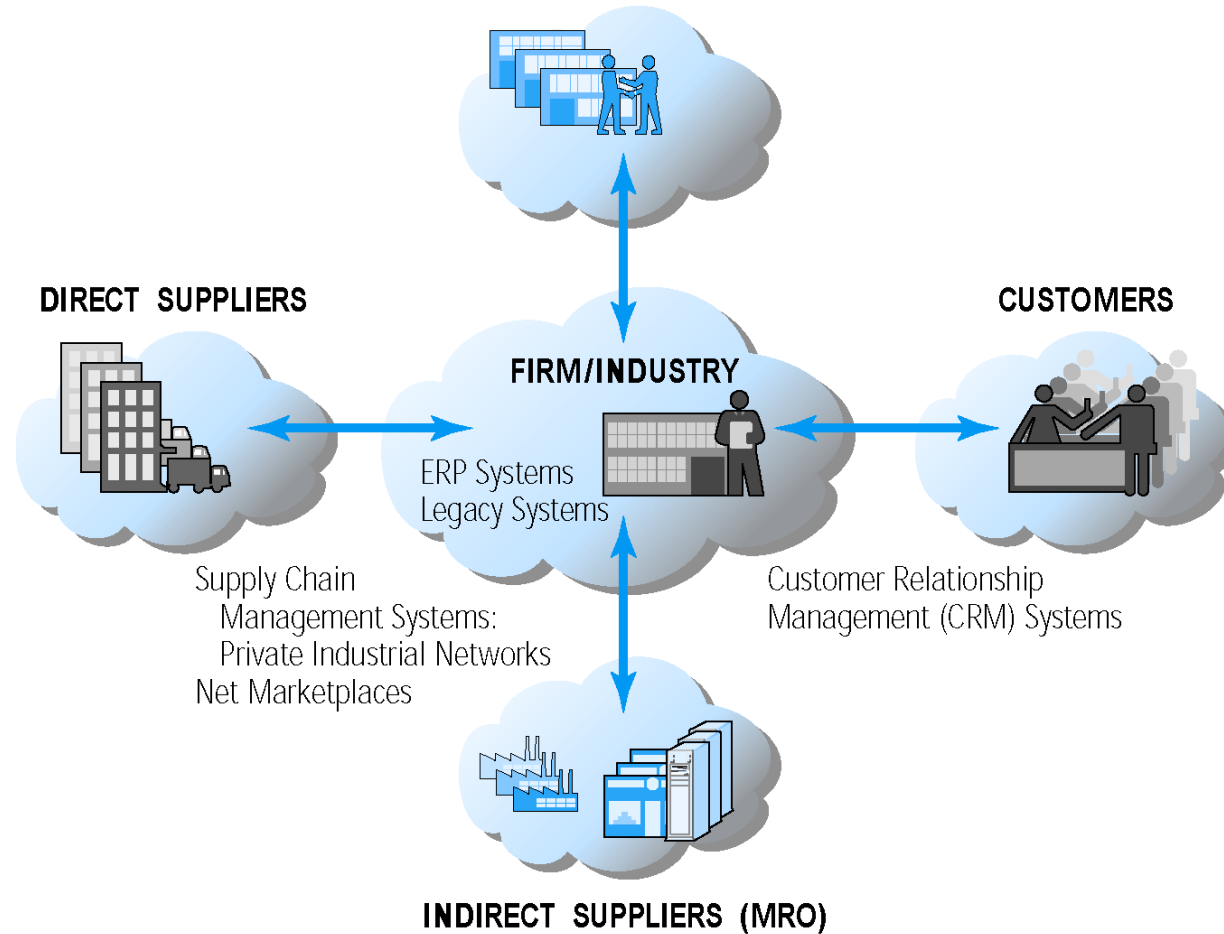 DIRECT SUPPLIERS
CUSTOMERS
FIRM/INDUSTRY
ERP Systems
Legacy Systems
Supply Chain
Management Systems:
Private Industrial Networks
Net Marketplaces
Customer Relationship
Management (CRM) Systems
INDIRECT SUPPLIERS (MRO)